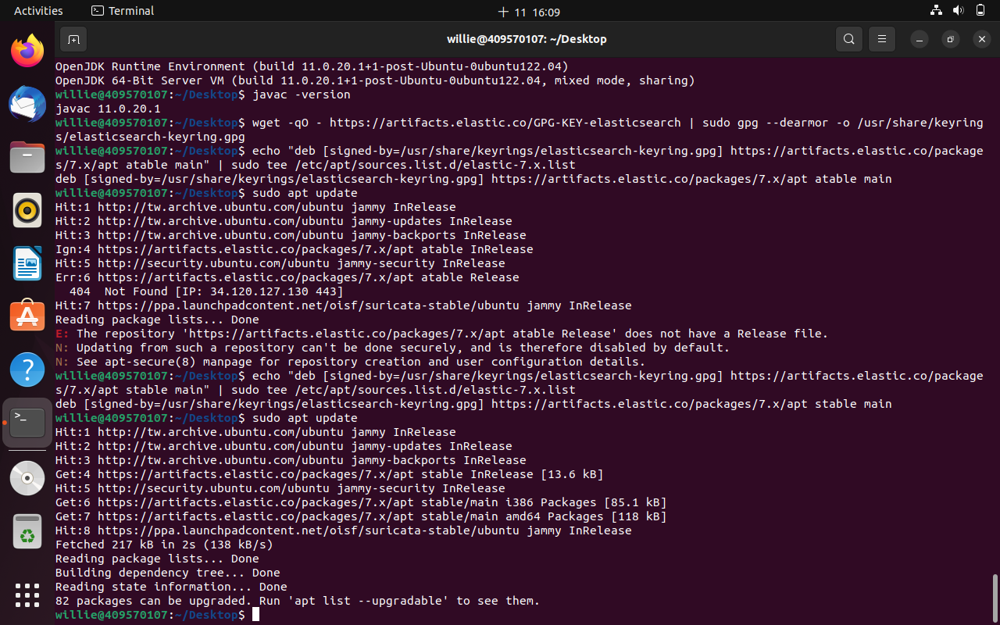 Activities
Terminal
十 11 16:09
willie@409570107: ~/Desktop
OpenJDK Runtime Environment (build 11.0.20.1+1-post-Ubuntu-0ubuntu122.04)
OpenJDK 64-Bit Server VM (build 11.0.20.1+1-post-Ubuntu-0ubuntu122.04, mixed mode, sharing)
willie@409570107:~/Desktop$ javac -version
javac 11.0.20.1
willie@409570107:~/Desktop$ wget -qO - https://artifacts.elastic.co/GPG-KEY-elasticsearch | sudo gpg --dearmor -o /usr/share/keyring
s/elasticsearch-keyring.gpg
willie@409570107:~/Desktop$ echo "deb [signed-by=/usr/share/keyrings/elasticsearch-keyring.gpg] https://artifacts.elastic.co/package
s/7.x/apt atable main" | sudo tee /etc/apt/sources.list.d/elastic-7.x.list
deb [signed-by=/usr/share/keyrings/elasticsearch-keyring.gpg] https://artifacts.elastic.co/packages/7.x/apt atable main
willie@409570107:~/Desktop$ sudo apt update
Hit:1 http://tw.archive.ubuntu.com/ubuntu jammy InRelease
Hit:2 http://tw.archive.ubuntu.com/ubuntu jammy-updates InRelease
Hit:3 http://tw.archive.ubuntu.com/ubuntu jammy-backports InRelease
Ign:4 https://artifacts.elastic.co/packages/7.x/apt atable InRelease
Hit:5 http://security.ubuntu.com/ubuntu jammy-security InRelease
Err:6 https://artifacts.elastic.co/packages/7.x/apt atable Release
  404  Not Found [IP: 34.120.127.130 443]
Hit:7 https://ppa.launchpadcontent.net/oisf/suricata-stable/ubuntu jammy InRelease
Reading package lists... Done
E: The repository 'https://artifacts.elastic.co/packages/7.x/apt atable Release' does not have a Release file.
N: Updating from such a repository can't be done securely, and is therefore disabled by default.
N: See apt-secure(8) manpage for repository creation and user configuration details.
willie@409570107:~/Desktop$ echo "deb [signed-by=/usr/share/keyrings/elasticsearch-keyring.gpg] https://artifacts.elastic.co/package
s/7.x/apt stable main" | sudo tee /etc/apt/sources.list.d/elastic-7.x.list
deb [signed-by=/usr/share/keyrings/elasticsearch-keyring.gpg] https://artifacts.elastic.co/packages/7.x/apt stable main
willie@409570107:~/Desktop$ sudo apt update
Hit:1 http://tw.archive.ubuntu.com/ubuntu jammy InRelease
Hit:2 http://tw.archive.ubuntu.com/ubuntu jammy-updates InRelease
Hit:3 http://tw.archive.ubuntu.com/ubuntu jammy-backports InRelease
Get:4 https://artifacts.elastic.co/packages/7.x/apt stable InRelease [13.6 kB]
Hit:5 http://security.ubuntu.com/ubuntu jammy-security InRelease
Get:6 https://artifacts.elastic.co/packages/7.x/apt stable/main i386 Packages [85.1 kB]
Get:7 https://artifacts.elastic.co/packages/7.x/apt stable/main amd64 Packages [118 kB]
Hit:8 https://ppa.launchpadcontent.net/oisf/suricata-stable/ubuntu jammy InRelease
Fetched 217 kB in 2s (138 kB/s)
Reading package lists... Done
Building dependency tree... Done
Reading state information... Done
82 packages can be upgraded. Run 'apt list --upgradable' to see them.
willie@409570107:~/Desktop$